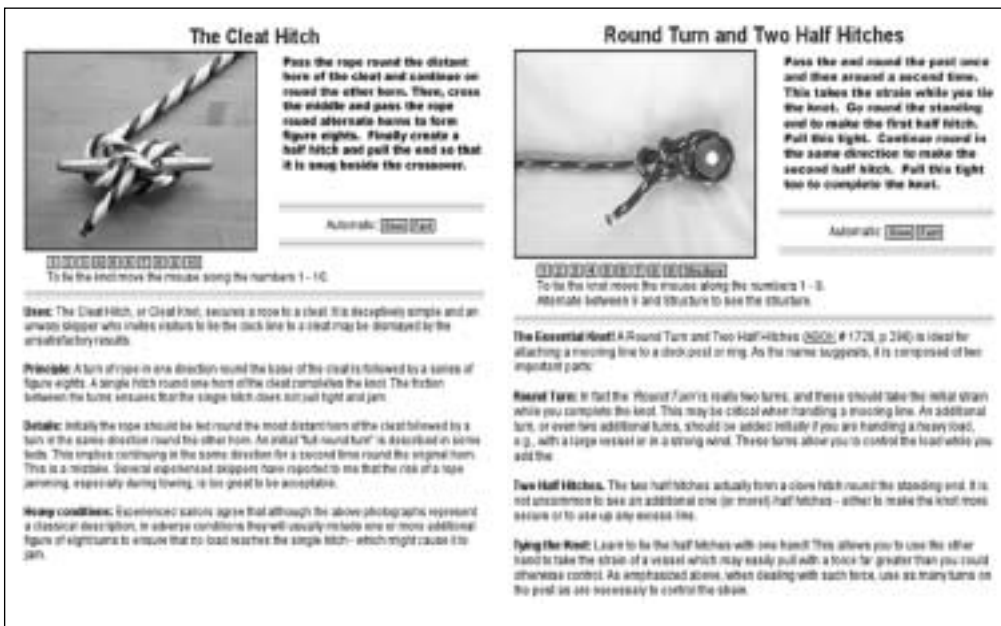 The Cleat Hitch
Pass the rope round the distant
horn of the cleat and continue on
round the other horn. Then, cross
the middle and pass the rope
round alternate horns to form
figure eights. Finally create a
half hitch and pull the end so that
it is snug beside the crossover.
Automatic: Slow Fast
1 2 3 4 5 6 7 8 9 10
To tie the knot move the mouse along the numbers 1 - 10.
Uses: The Cleat Hitch, or Cleat Knot, secures a rope to a cleat. It is deceptively simple and an
unwary skipper who invites visitors to tie the dock line to a cleat may be dismayed by the
unsatisfactory results.
Principle: A turn of rope in one direction round the base of the cleat is followed by a series of
figure eights. A single hitch round one horn of the cleat completes the knot. The friction
between the turns ensures that the single hitch does not pull tight and jam.
Details: Initially the rope should be led round the most distant horn of the cleat followed by a
turn in the same direction round the other horn. An initial "full round turn" is described in some
texts. This implies continuing in the same direction for a second time round the original horn.
This is a mistake. Several experienced skippers have reported to me that the risk of a rope
jamming, especially during towing, is too great to be acceptable.
Heavy conditions: Experienced sailors agree that although the above photographs represent
a classical description, in adverse conditions they will usually include one or more additional
figure of eight turns to ensure that no load reaches the single hitch - which might cause it to
jam.
Round Turn and Two Half Hitches
Pass the end round the post once
and then around a second time.
This takes the strain while you tie
the knot. Go round the standing
end to make the first half hitch.
Pull this tight. Continue round in
the same direction to make the
second half hitch. Pull this tight
too to complete the knot.
Automatic: Slow Fast
1 2 3 4 5 6 7 8 9 Structure
To tie the knot move the mouse along the numbers 1 - 9.
Alternate between 9 and Structure to see the structure.
The Essential Knot! A Round Turn and Two Half Hitches (ABOK # 1720, p 296) is ideal for
attaching a mooring line to a dock post or ring. As the name suggests, it is composed of two
important parts:
Round Turn: In fact the 'Round Turn' is really two turns, and these should take the initial strain
while you complete the knot. This may be critical when handling a mooring line. An additional
turn, or even two additional turns, should be added initially if you are handling a heavy load,
e.g., with a large vessel or in a strong wind. These turns allow you to control the load while you
add the
Two Half Hitches. The two half hitches actually form a clove hitch round the standing end. It is
not uncommon to see an additional one (or more!) half hitches - either to make the knot more
secure or to use up any excess line.
Tying the Knot: Learn to tie the half hitches with one hand! This allows you to use the other
hand to take the strain of a vessel which may easily pull with a force far greater than you could
otherwise control. As emphasized above, when dealing with such force, use as many turns on
the post as are necessary to control the strain.